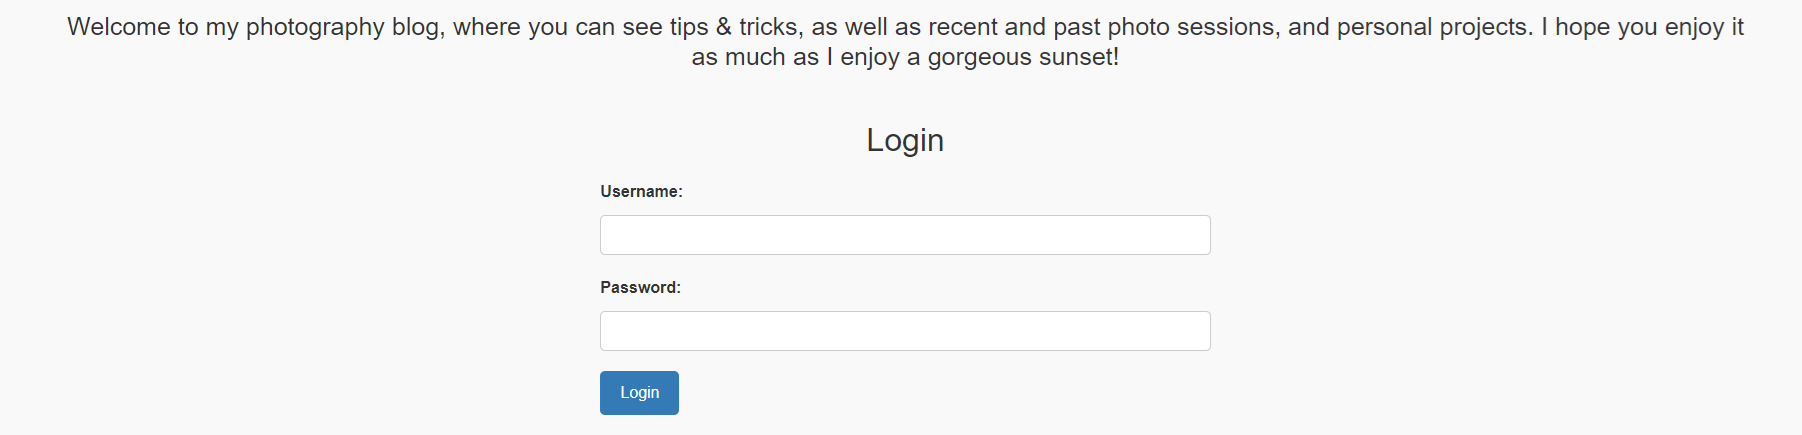 Welcome to my photography blog, where you can see tips & tricks, as well as recent and past photo sessions, and personal projects. I hope you enjoy it
as much as I enjoy a gorgeous sunset!
Login
Username:
Password:
Login